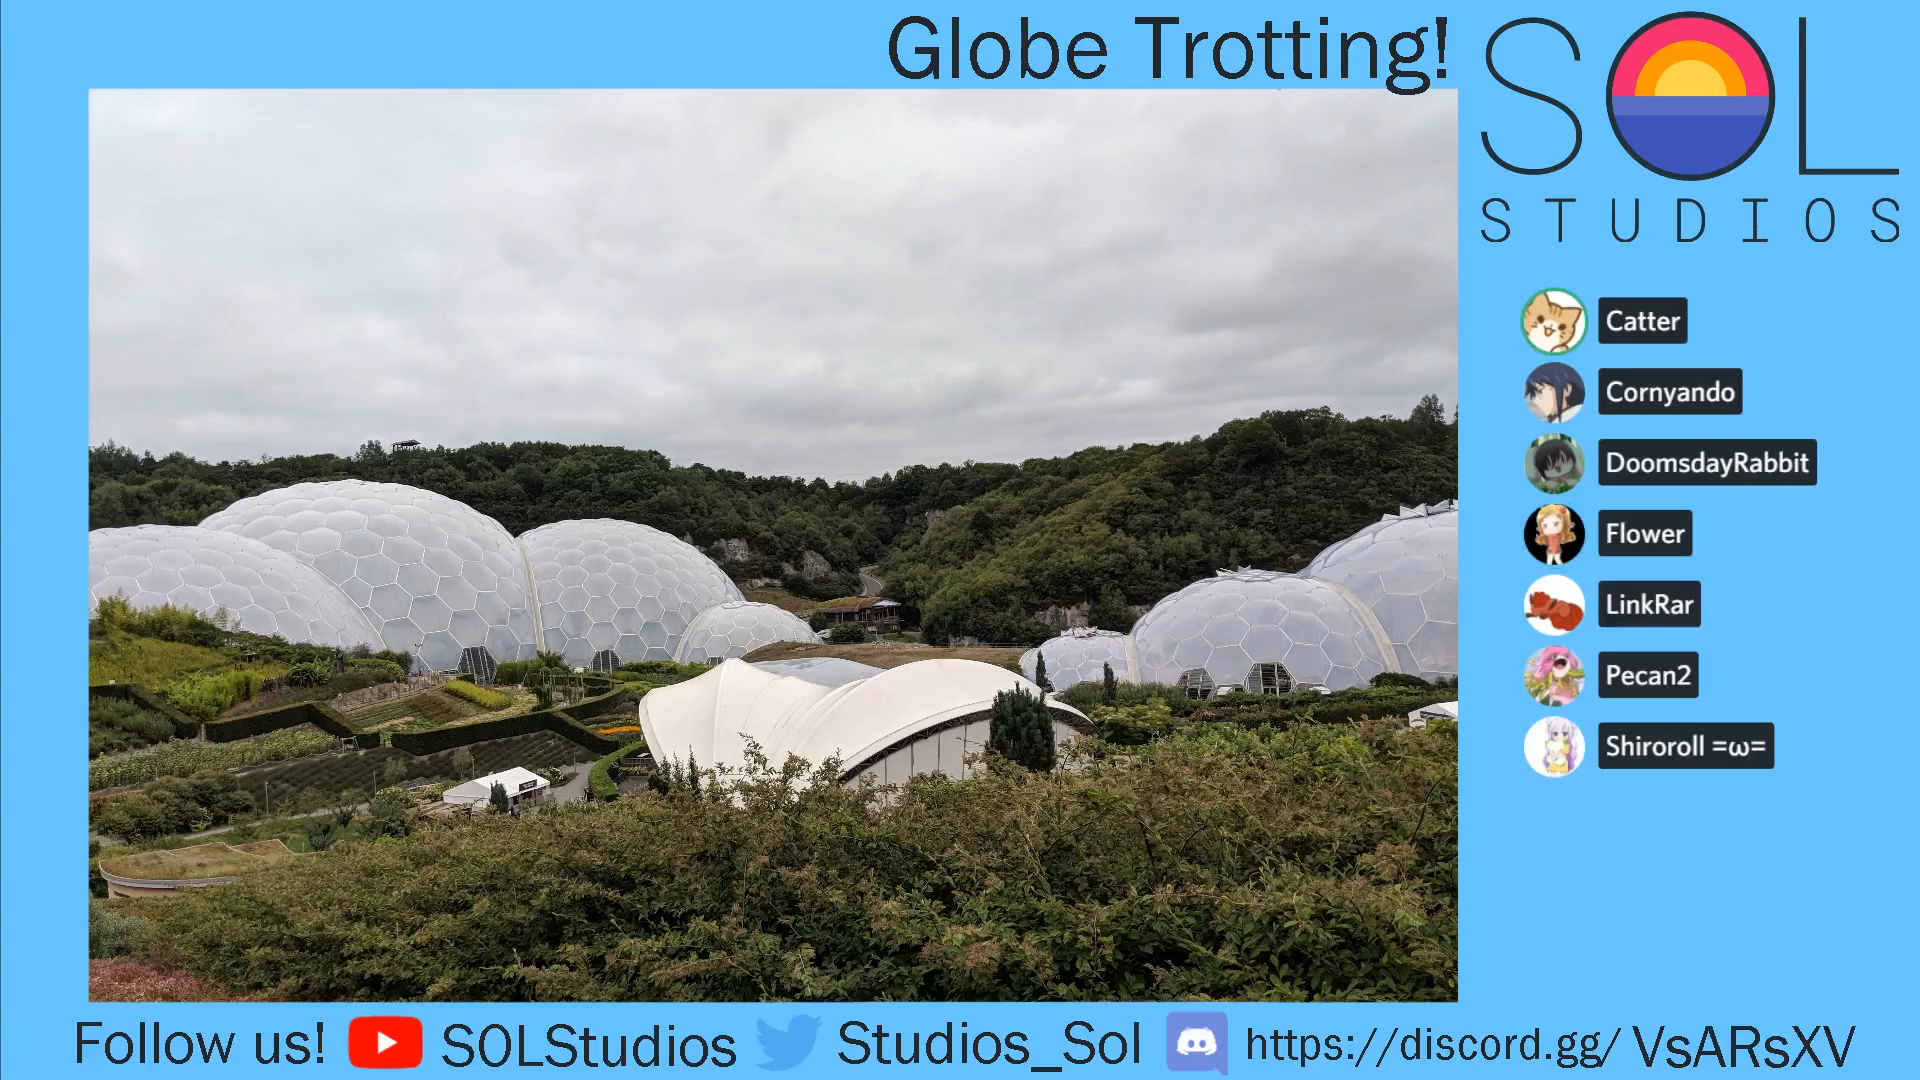 Globe Trotting!
SOL
STUDIOS
Catter
Cornyando
DoomsdayRabbit
Flower
LinkRar
Pecan2
Shiroroll =ω=
Follow us! SOLStudios Studios_Sol https://discord.gg/ VsARsXV